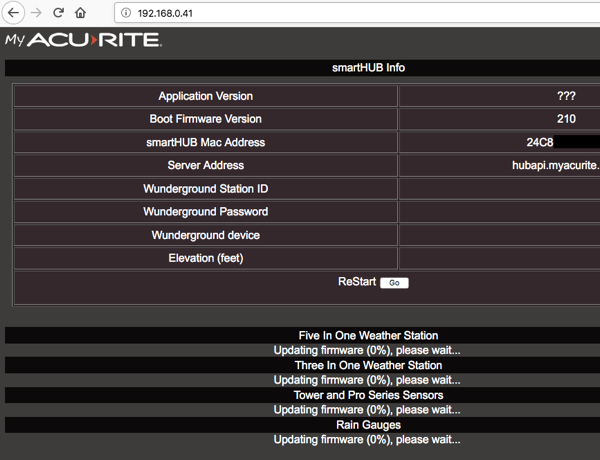 192.168.0.41
My ACU RITE
smartHUB Info
Application Version ???
Boot Firmware Version 210
smartHUB Mac Address 24C8
Server Address hubapi.myacurite.
Wunderground Station ID
Wunderground Password
Wunderground device
Elevation (feet)
ReStart Go
Five In One Weather Station
Updating firmware (0%), please wait...
Three In One Weather Station
Updating firmware (0%), please wait...
Tower and Pro Series Sensors
Updating firmware (0%), please wait...
Rain Gauges
Updating firmware (0%), please wait...